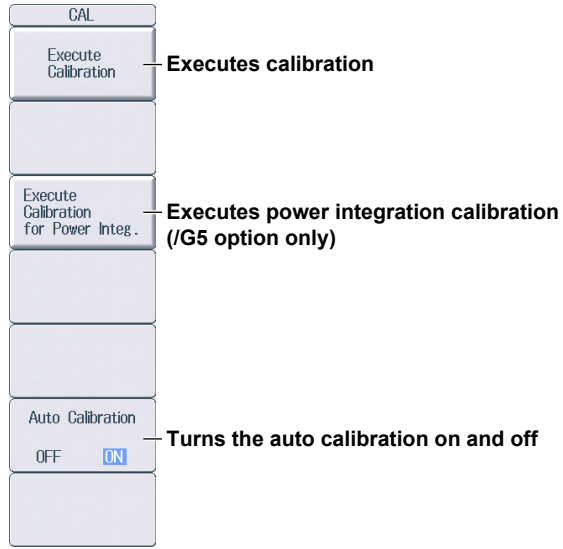 CAL
Execute
Calibration
Executes calibration
Execute
Calibration
for Power Integ.
Executes power integration calibration
(/G5 option only)
Auto Calibration
OFF ON
Turns the auto calibration on and off